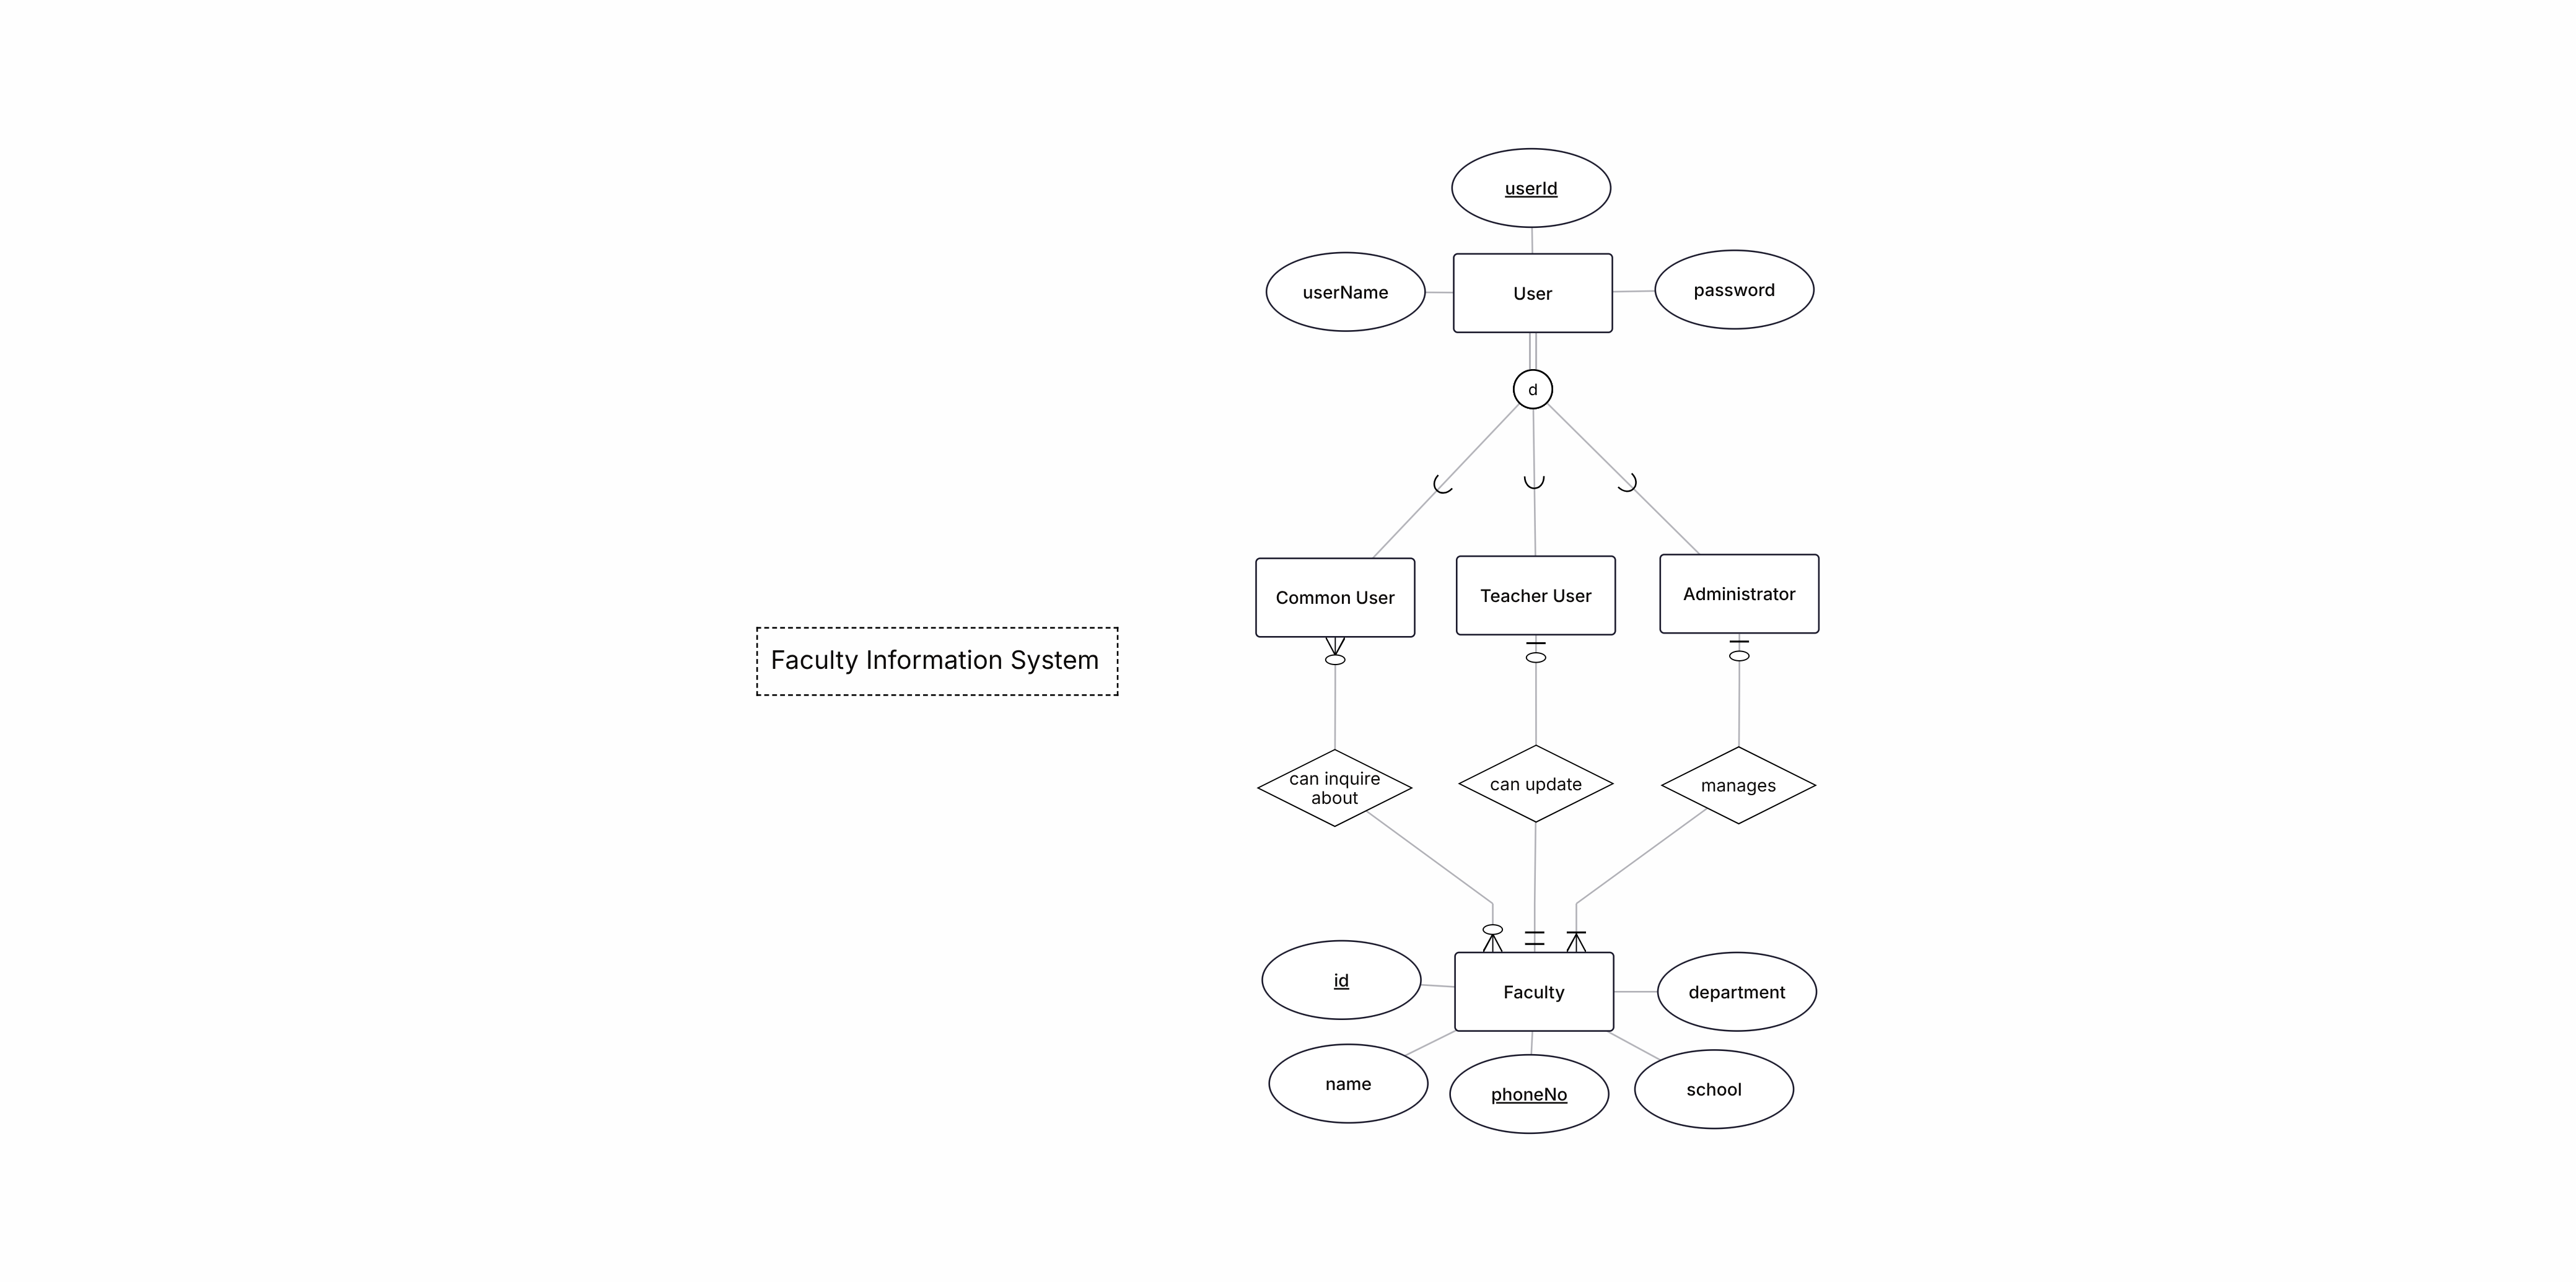 userId
userName
User
password
d
Common User
Teacher User
Administrator
Faculty Information System
can inquire
about
can update
manages
id
Faculty
department
name
phoneNo
school